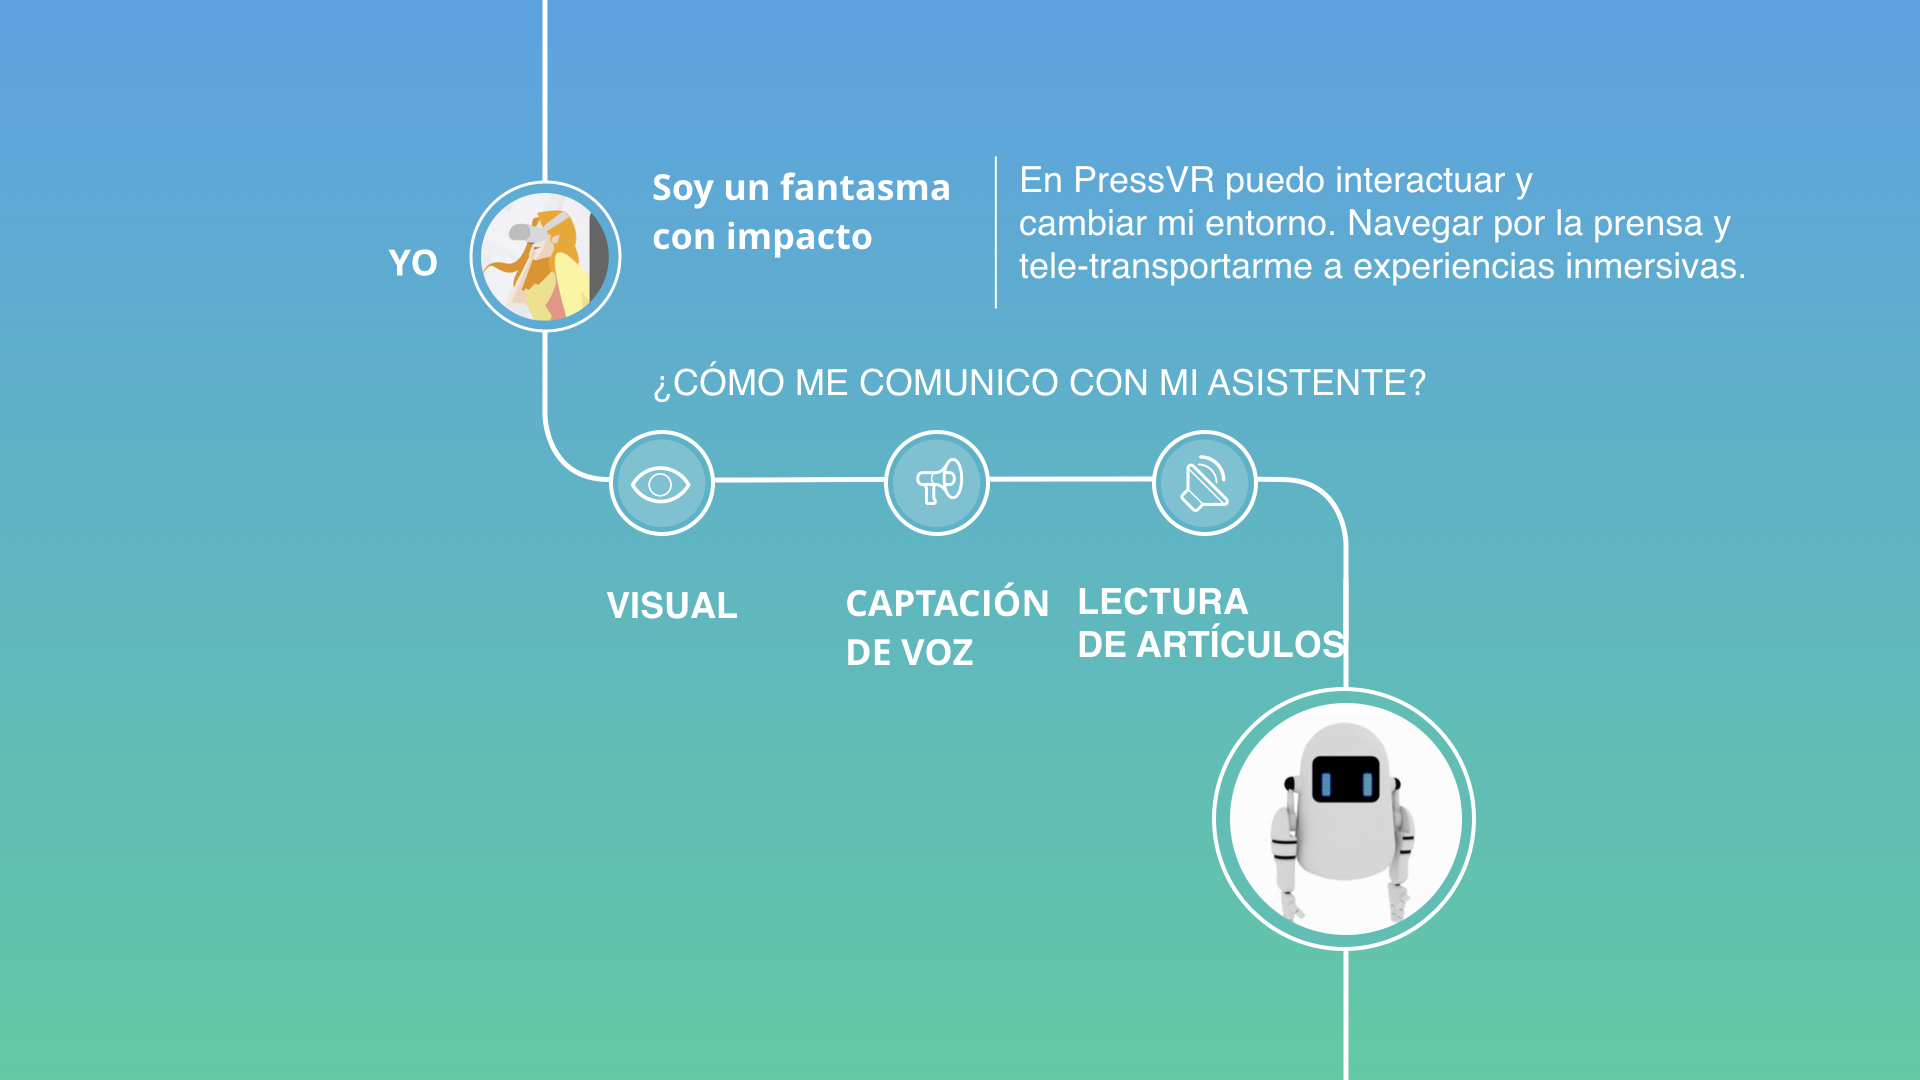 YO
Soy un fantasma
con impacto
En PressVR puedo interactuar y
cambiar mi entorno. Navegar por la prensa y
tele-transportarme a experiencias inmersivas.
¿CÓMO ME COMUNICO CON MI ASISTENTE?
VISUAL
CAPTACIÓN
DE VOZ
LECTURA
DE ARTÍCULOS